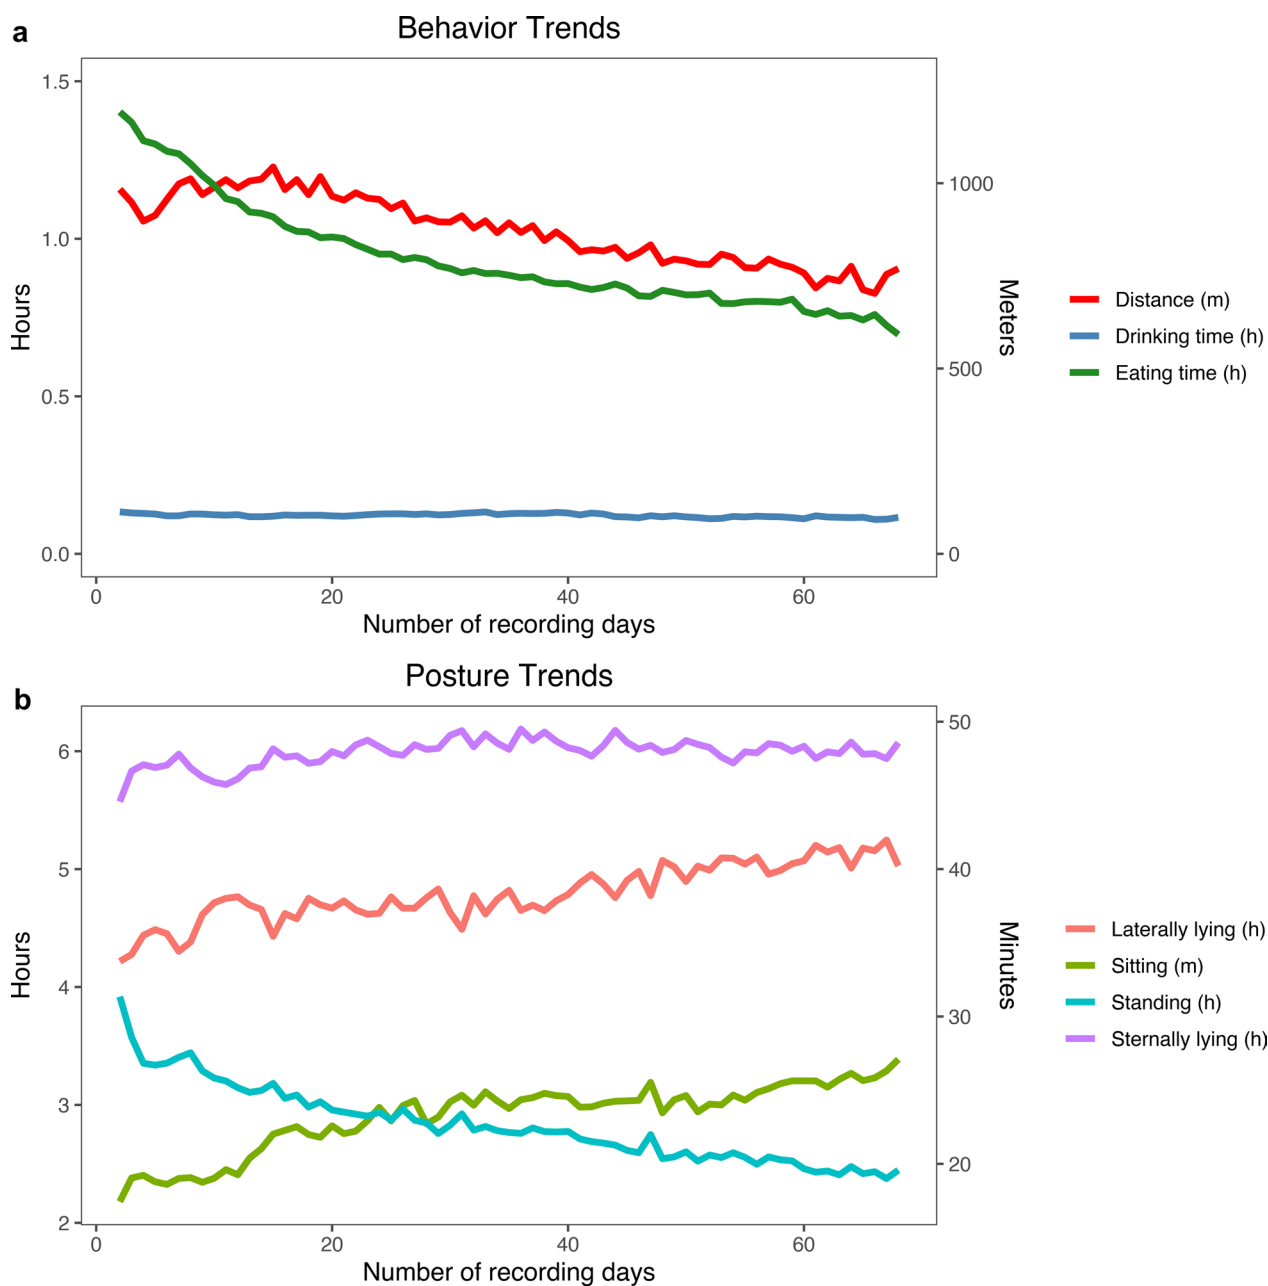 a
Behavior Trends
1.5
1.0
0.5
0.0
Hours
1000
500
0
Meters
0
20
40
60
Number of recording days
Distance (m)
Drinking time (h)
Eating time (h)
b
Posture Trends
6
5
4
3
2
Hours
50
40
30
20
Minutes
0
20
40
60
Number of recording days
Laterally lying (h)
Sitting (m)
Standing (h)
Sternally lying (h)